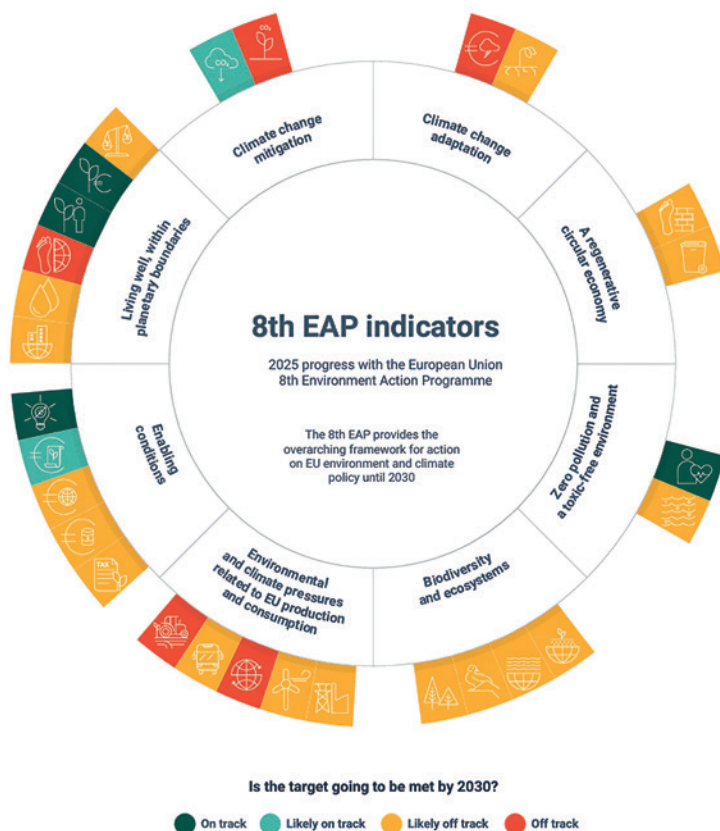 Climate change
mitigation
Climate change
adaptation
A regenerative
circular economy
Zero pollution and
a toxic-free environment
Biodiversity
and ecosystems
Environmental
and climate pressures
related to EU production
and consumption
TAX
Enabling
conditions
Living well, within
planetary boundaries
CO₂
CO₂
8th EAP indicators
2025 progress with the European Union
8th Environment Action Programme
The 8th EAP provides the
overarching framework for action
on EU environment and climate
policy until 2030
Is the target going to be met by 2030?
On track
Likely on track
Likely off track
Off track